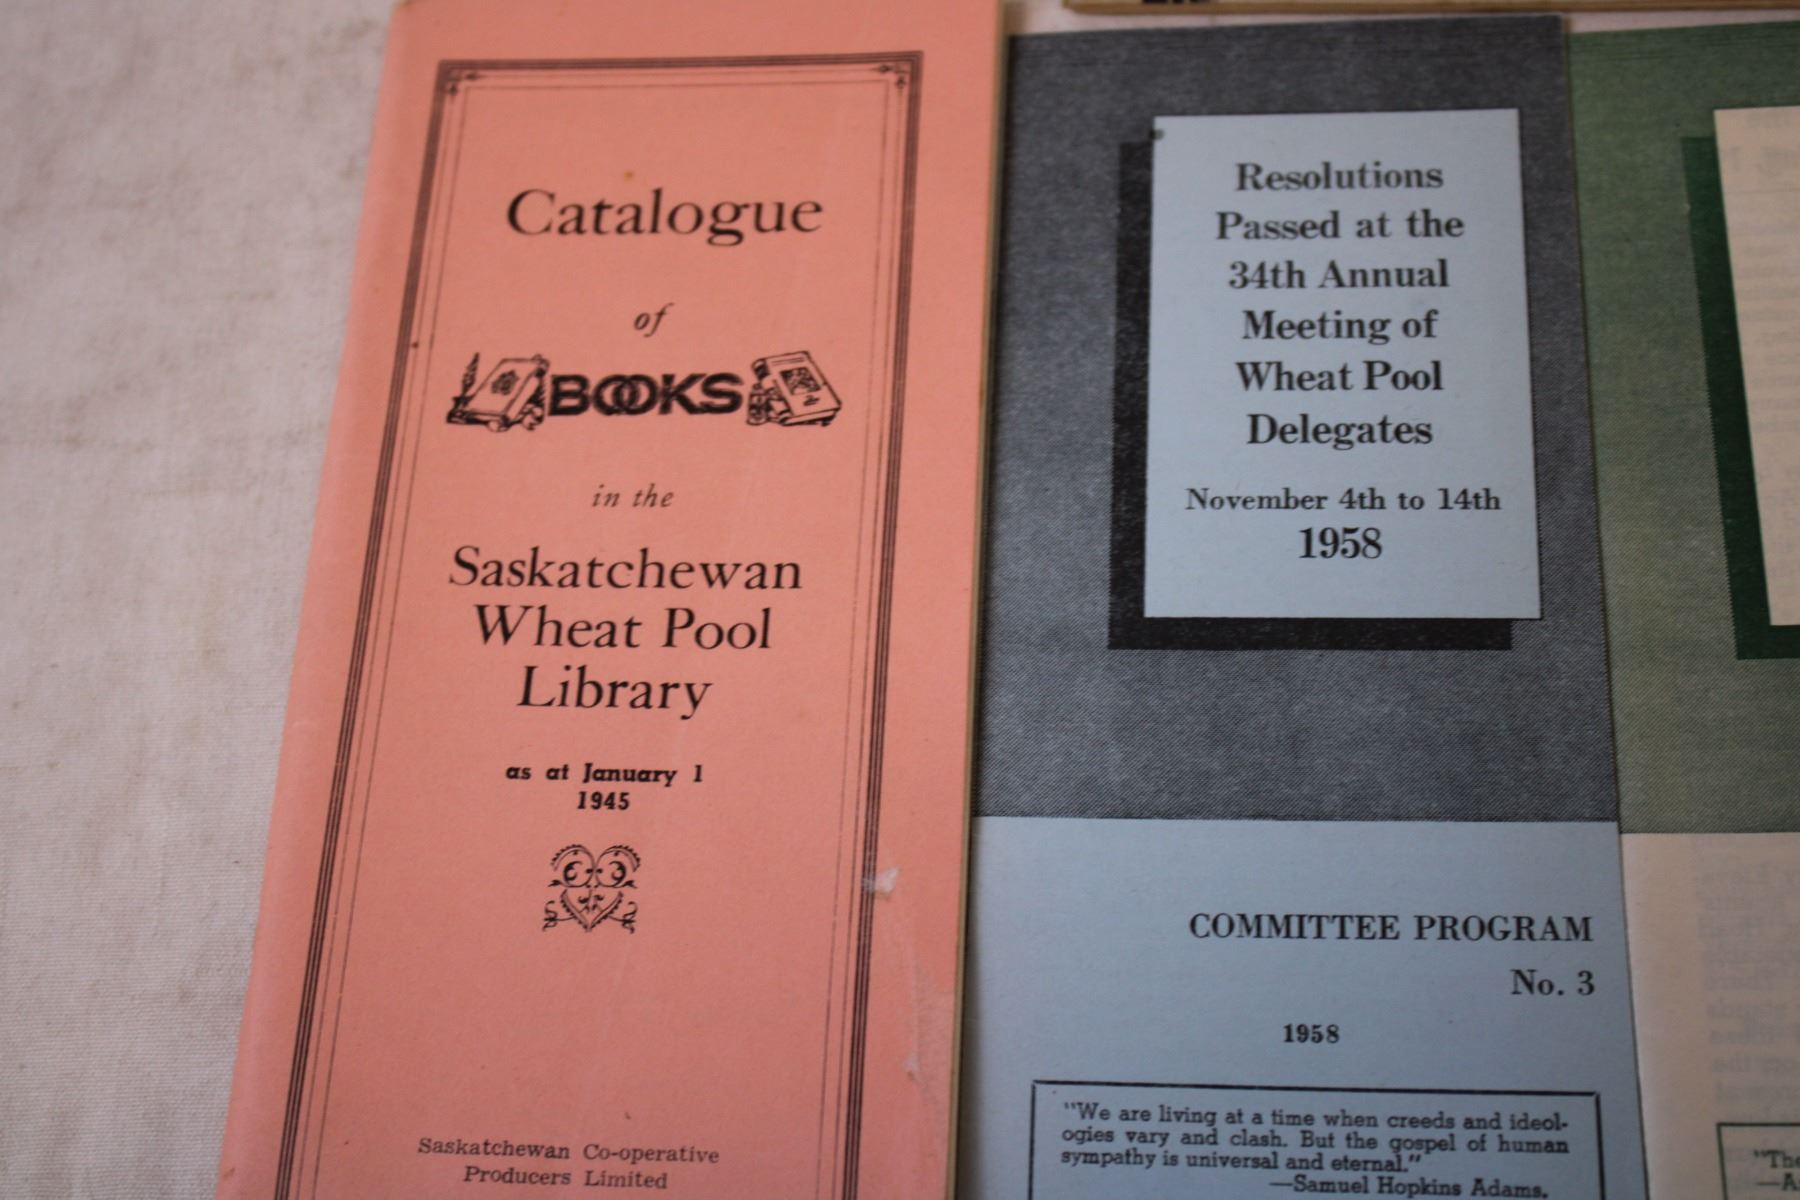 Catalogue
of
BOOKS
in the
Saskatchewan
Wheat Pool
Library
as at January 1
1945
Saskatchewan Co-operative
Producers Limited
Resolutions
Passed at the
34th Annual
Meeting of
Wheat Pool
Delegates
November 4th to 14th
1958
COMMITTEE PROGRAM
No. 3
1958
"We are living at a time when creeds and ideol-
ogies vary and clash. But the gospel of human
sympathy is universal and eternal."
—Samuel Hopkins Adams.
"The
—A